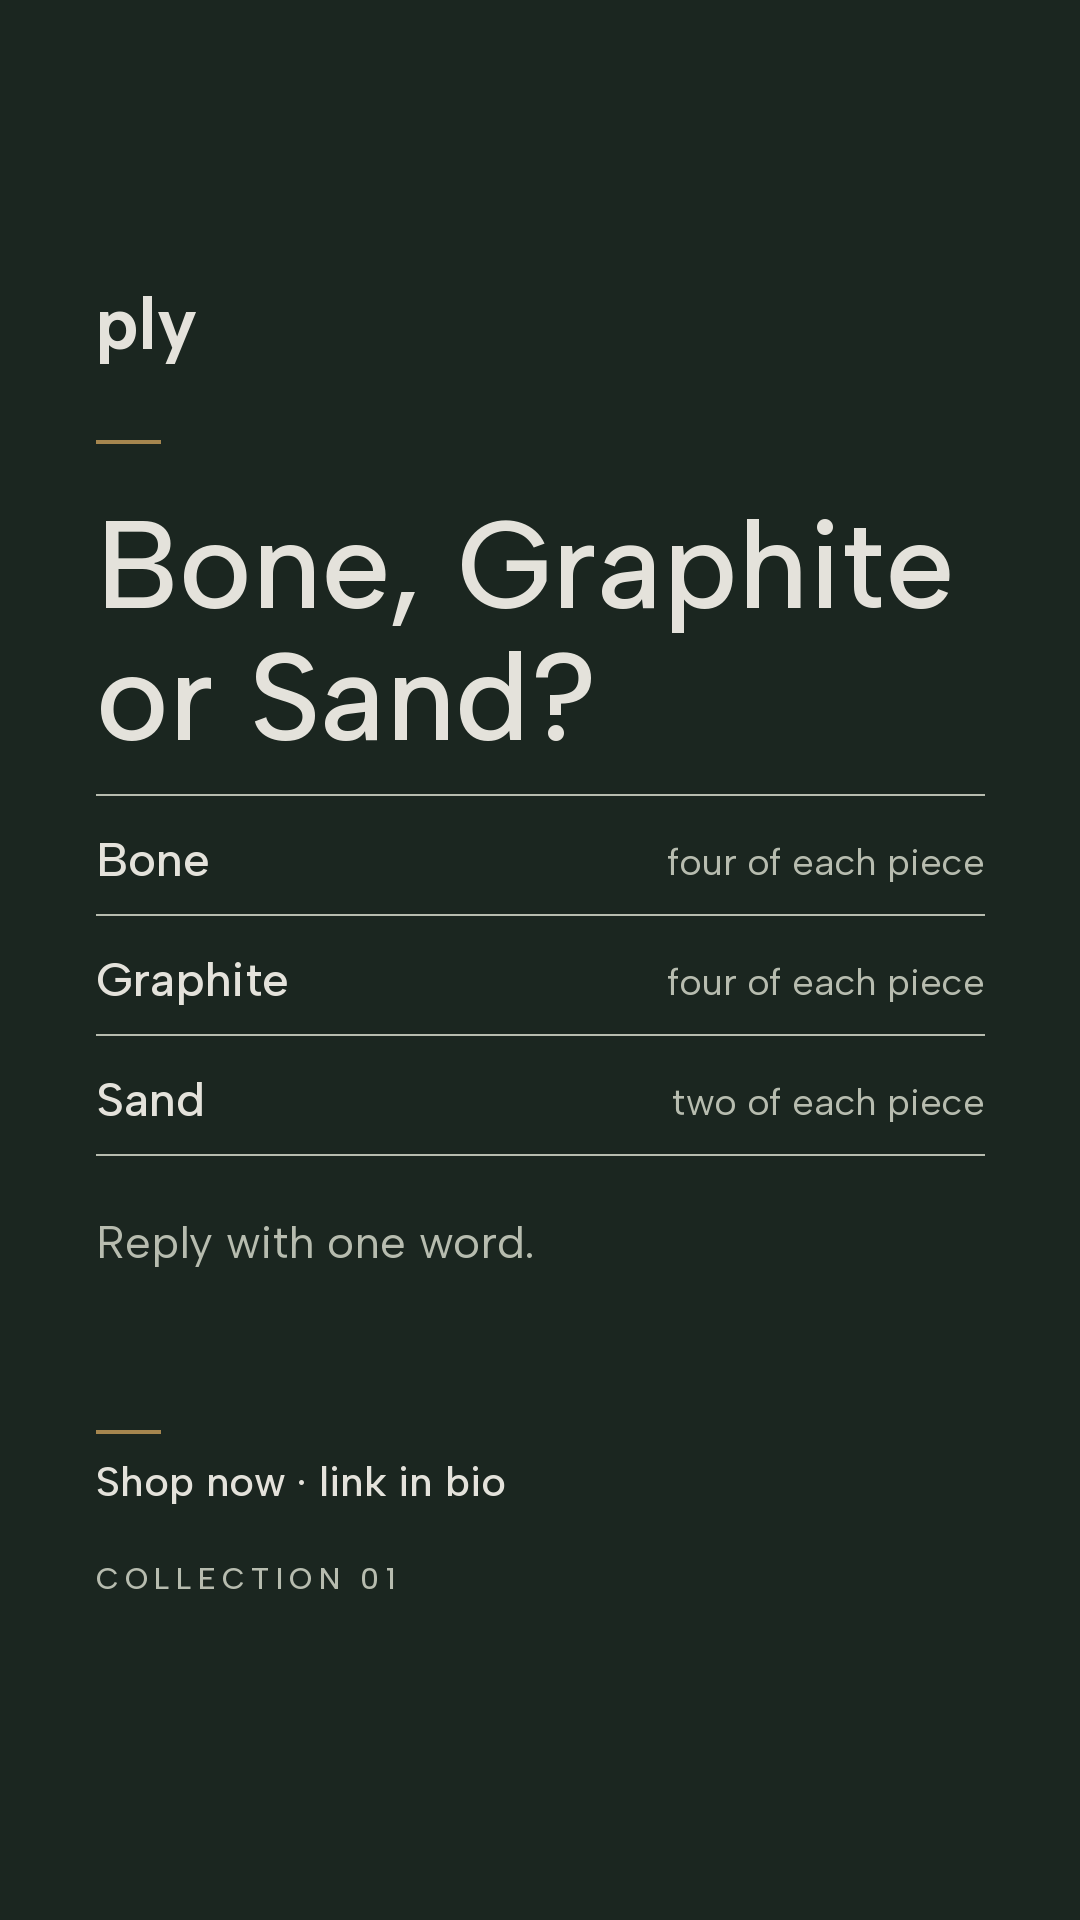 ply
Bone, Graphite
or Sand?
Bone four of each piece
Graphite four of each piece
Sand two of each piece
Reply with one word.
Shop now · link in bio
COLLECTION 01